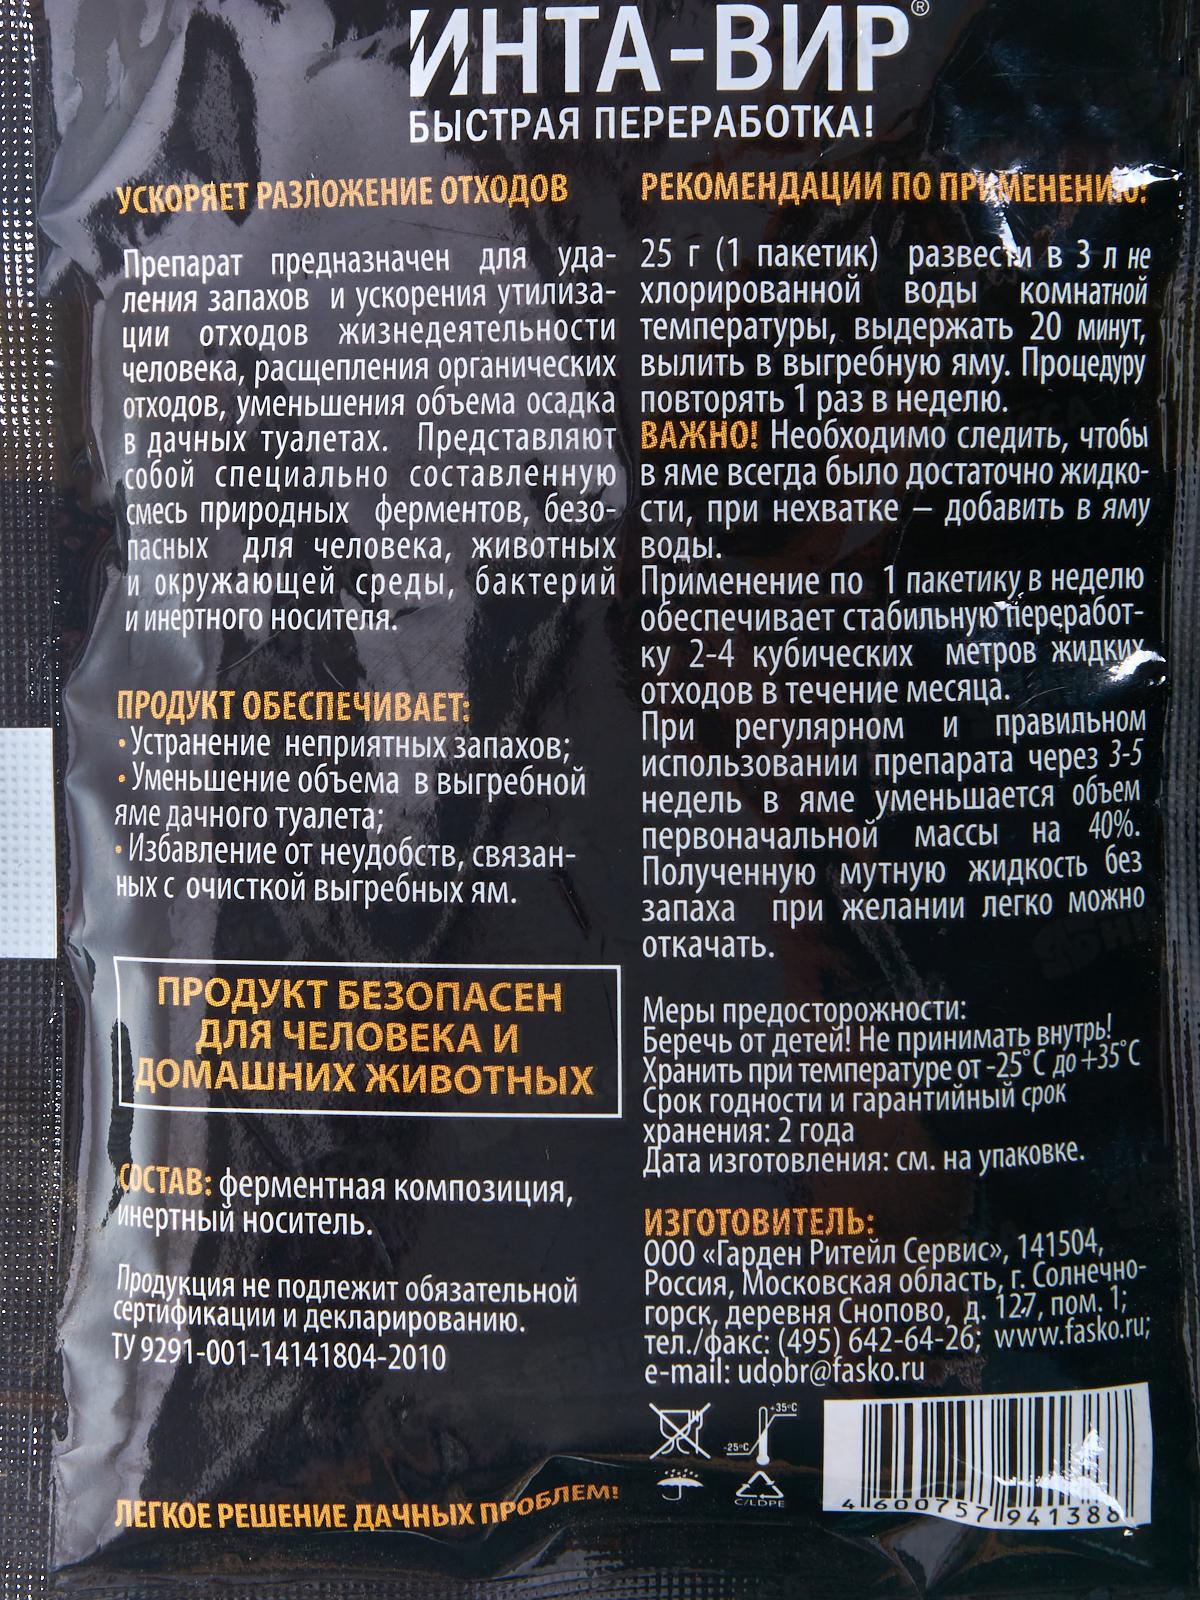 ИНТА-ВИР®
БЫСТРАЯ ПЕРЕРАБОТКА!
УСКОРЯЕТ РАЗЛОЖЕНИЕ ОТХОДОВ
Препарат предназначен для уда-
ления запахов и ускорения утилиза-
ции отходов жизнедеятельности
человека, расщепления органических
отходов, уменьшения объема осадка
в дачных туалетах. Представляют
собой специально составленную
смесь природных ферментов, безо-
пасных для человека, животных
и окружающей среды, бактерий
и инертного носителя.
ПРОДУКТ ОБЕСПЕЧИВАЕТ:
• Устранение неприятных запахов;
• Уменьшение объема в выгребной
яме дачного туалета;
• Избавление от неудобств, связан-
ных с очисткой выгребных ям.
ПРОДУКТ БЕЗОПАСЕН
ДЛЯ ЧЕЛОВЕКА И
ДОМАШНИХ ЖИВОТНЫХ
СОСТАВ: ферментная композиция,
инертный носитель.
Продукция не подлежит обязательной
сертификации и декларированию.
ТУ 9291-001-14141804-2010
ЛЕГКОЕ РЕШЕНИЕ ДАЧНЫХ ПРОБЛЕМ!
РЕКОМЕНДАЦИИ ПО ПРИМЕНЕНИЮ:
25 г (1 пакетик) развести в 3 л не
хлорированной воды комнатной
температуры, выдержать 20 минут,
вылить в выгребную яму. Процедуру
повторять 1 раз в неделю.
ВАЖНО! Необходимо следить, чтобы
в яме всегда было достаточно жидко-
сти, при нехватке – добавить в яму
воды.
Применение по 1 пакетику в неделю
обеспечивает стабильную переработ-
ку 2-4 кубических метров жидких
отходов в течение месяца.
При регулярном и правильном
использовании препарата через 3-5
недель в яме уменьшается объем
первоначальной массы на 40%.
Полученную мутную жидкость без
запаха при желании легко можно
откачать.
Меры предосторожности:
Беречь от детей! Не принимать внутрь!
Хранить при температуре от -25˚С до +35˚С
Срок годности и гарантийный срок
хранения: 2 года
Дата изготовления: см. на упаковке.
ИЗГОТОВИТЕЛЬ:
ООО «Гарден Ритейл Сервис», 141504,
Россия, Московская область, г. Солнечно-
горск, деревня Снопово, д. 127, пом. 1;
тел./факс: (495) 642-64-26; www.fasko.ru;
e-mail: udobr@fasko.ru
+35°C
-25°C
C/LDPE
4 600757 941388